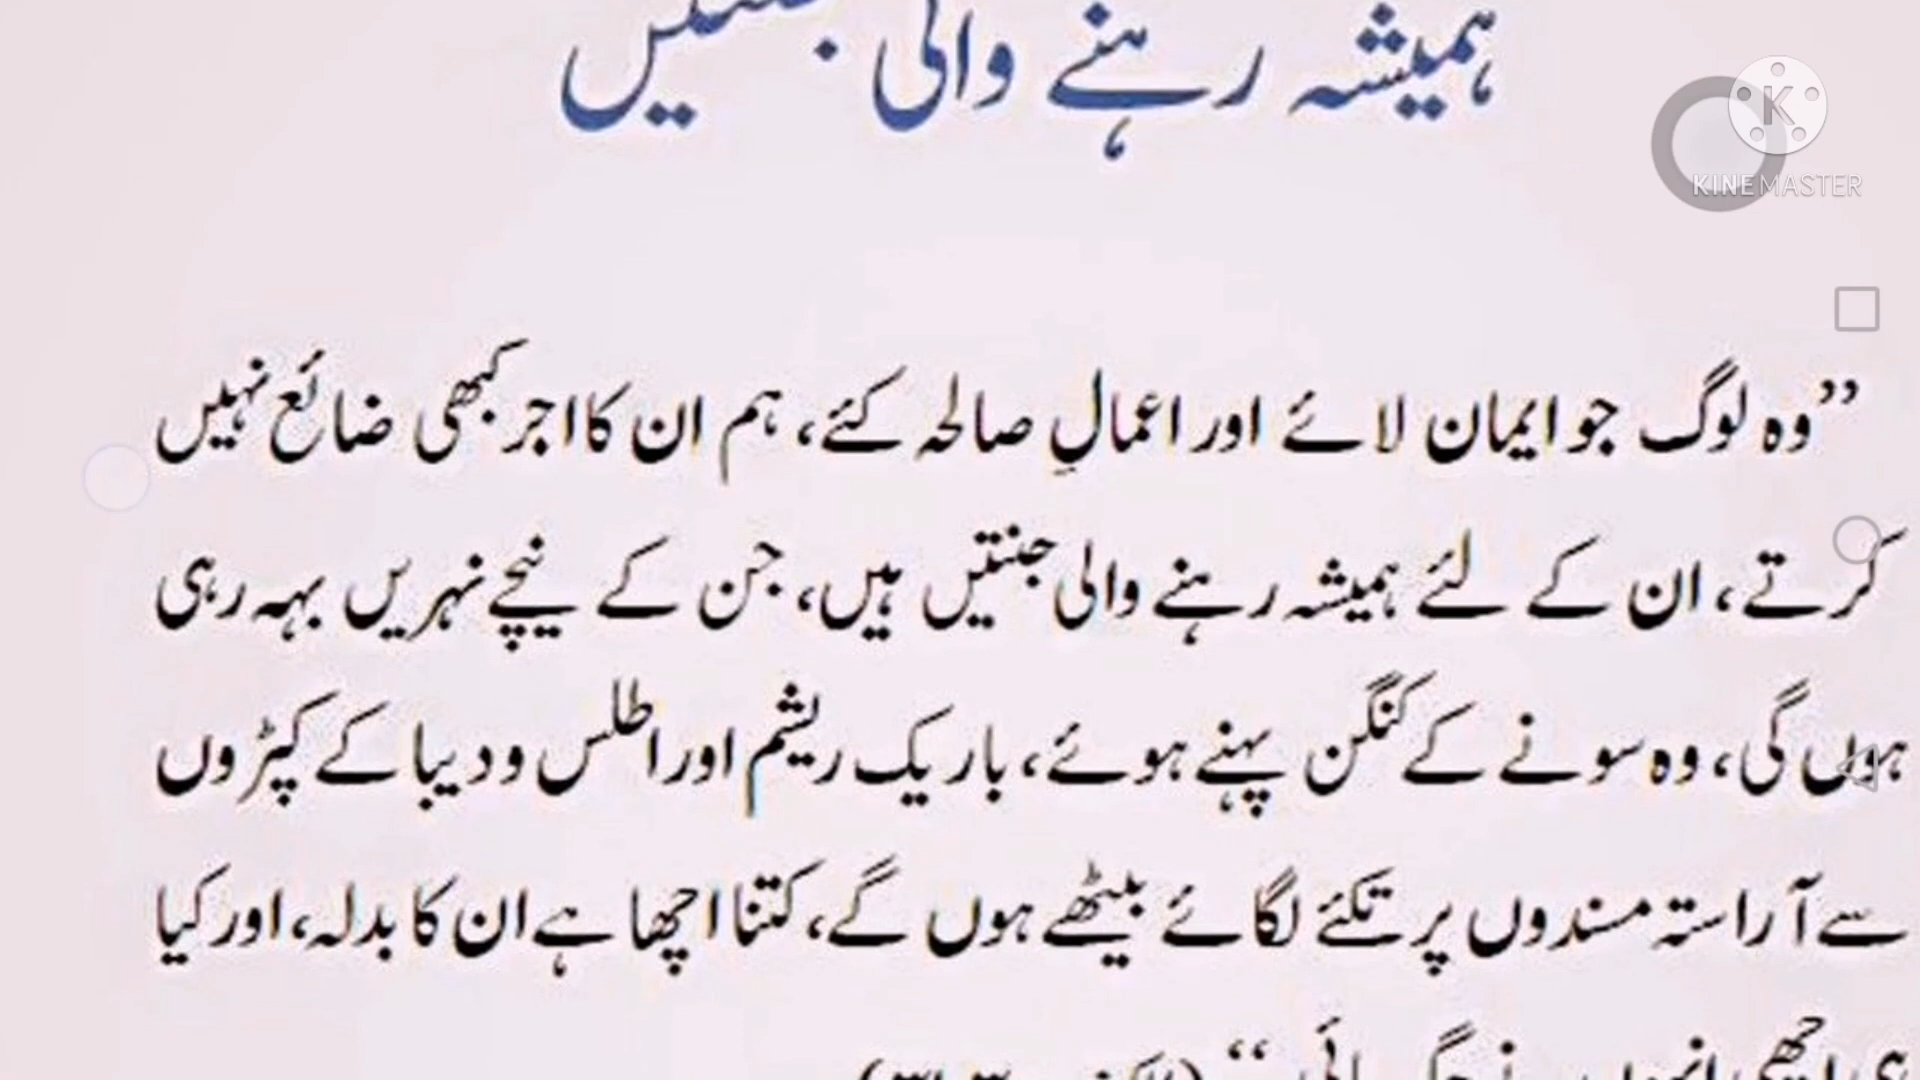 ہمیشہ رہنے والی جنتیں
KINEMASTER
”وہ لوگ جو ایمان لائے اور اعمالِ صالحہ کئے، ہم ان کا اجر کبھی ضائع نہیں
کرتے، ان کے لئے ہمیشہ رہنے والی جنتیں ہیں، جن کے نیچے نہریں بہہ رہی
ہوں گی، وہ سونے کے کنگن پہنے ہوئے، باریک ریشم اور اطلس و دیبا کے کپڑوں
سے آراستہ مسندوں پر تکئے لگائے بیٹھے ہوں گے، کتنا اچھا ہے ان کا بدلہ، اور کیا